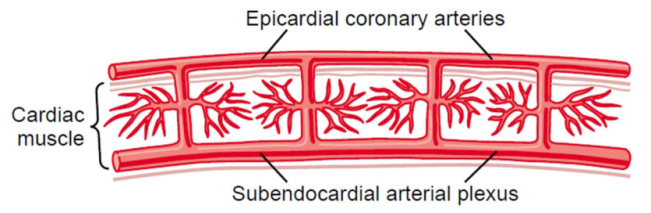 Epicardial coronary arteries
Cardiac
muscle
Subendocardial arterial plexus